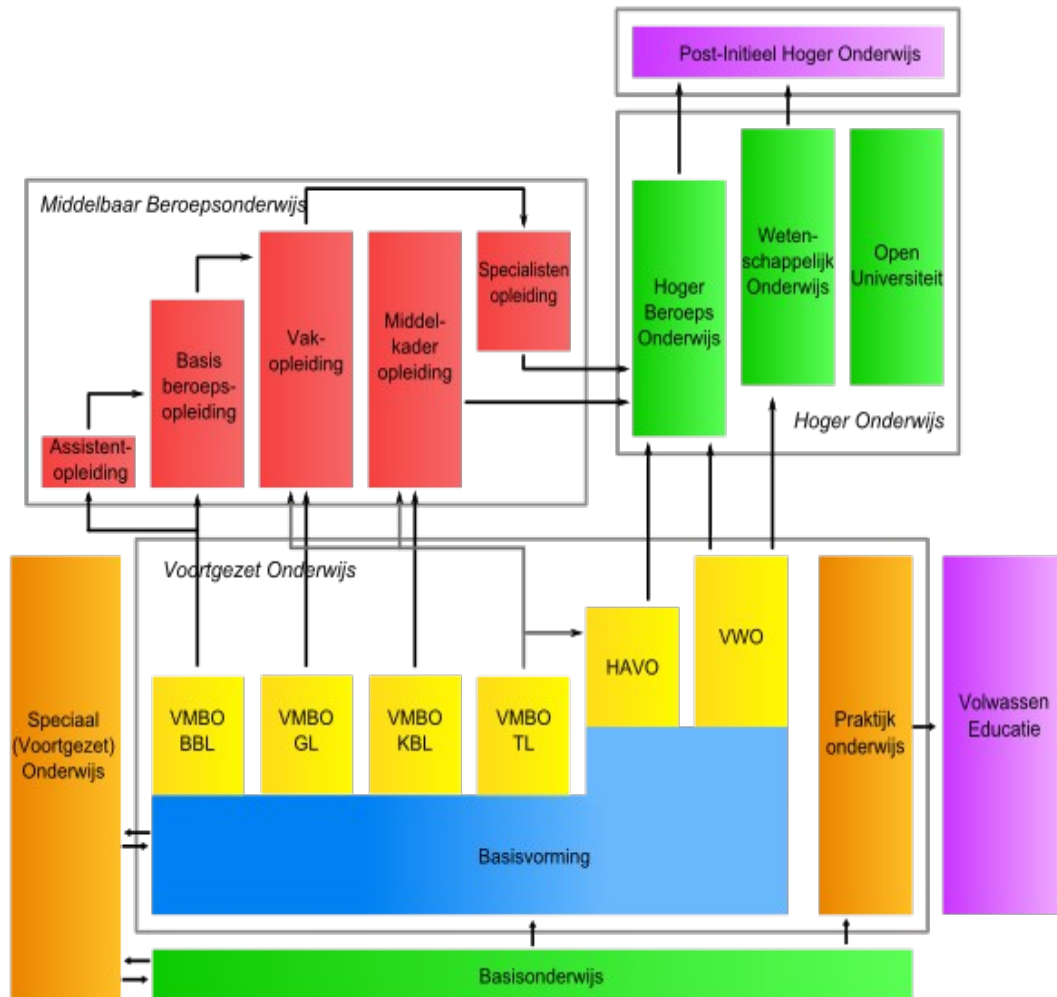 Post-Initieel Hoger Onderwijs
Middelbaar Beroepsonderwijs
Assistent-
opleiding
Basis
beroeps-
opleiding
Vak-
opleiding
Middel-
kader
opleiding
Specialisten
opleiding
Hoger
Beroeps
Onderwijs
Weten-
schappelijk
Onderwijs
Open
Universiteit
Hoger Onderwijs
Voortgezet Onderwijs
Speciaal
(Voortgezet)
Onderwijs
VMBO
BBL
VMBO
GL
VMBO
KBL
VMBO
TL
HAVO
VWO
Praktijk
onderwijs
Volwassen
Educatie
Basisvorming
Basisonderwijs